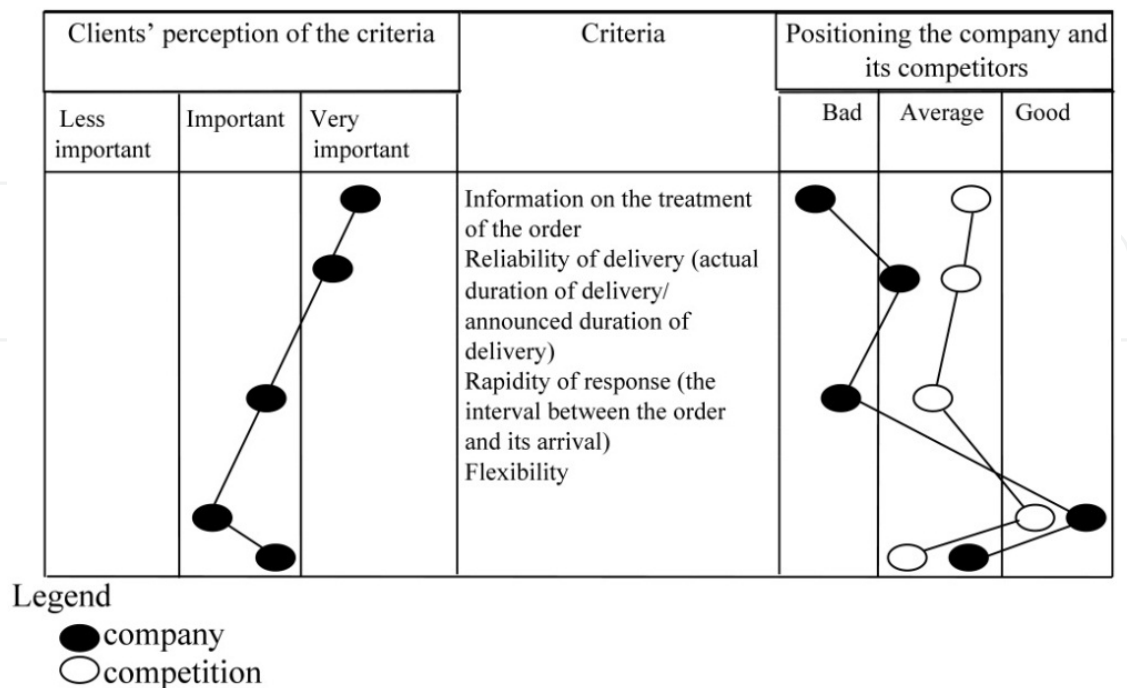 Clients’ perception of the criteria
Criteria
Positioning the company and
its competitors
Less
important
Important
Very
important
Bad
Average
Good
Information on the treatment
of the order
Reliability of delivery (actual
duration of delivery/
announced duration of
delivery)
Rapidity of response (the
interval between the order
and its arrival)
Flexibility
Legend
company
competition